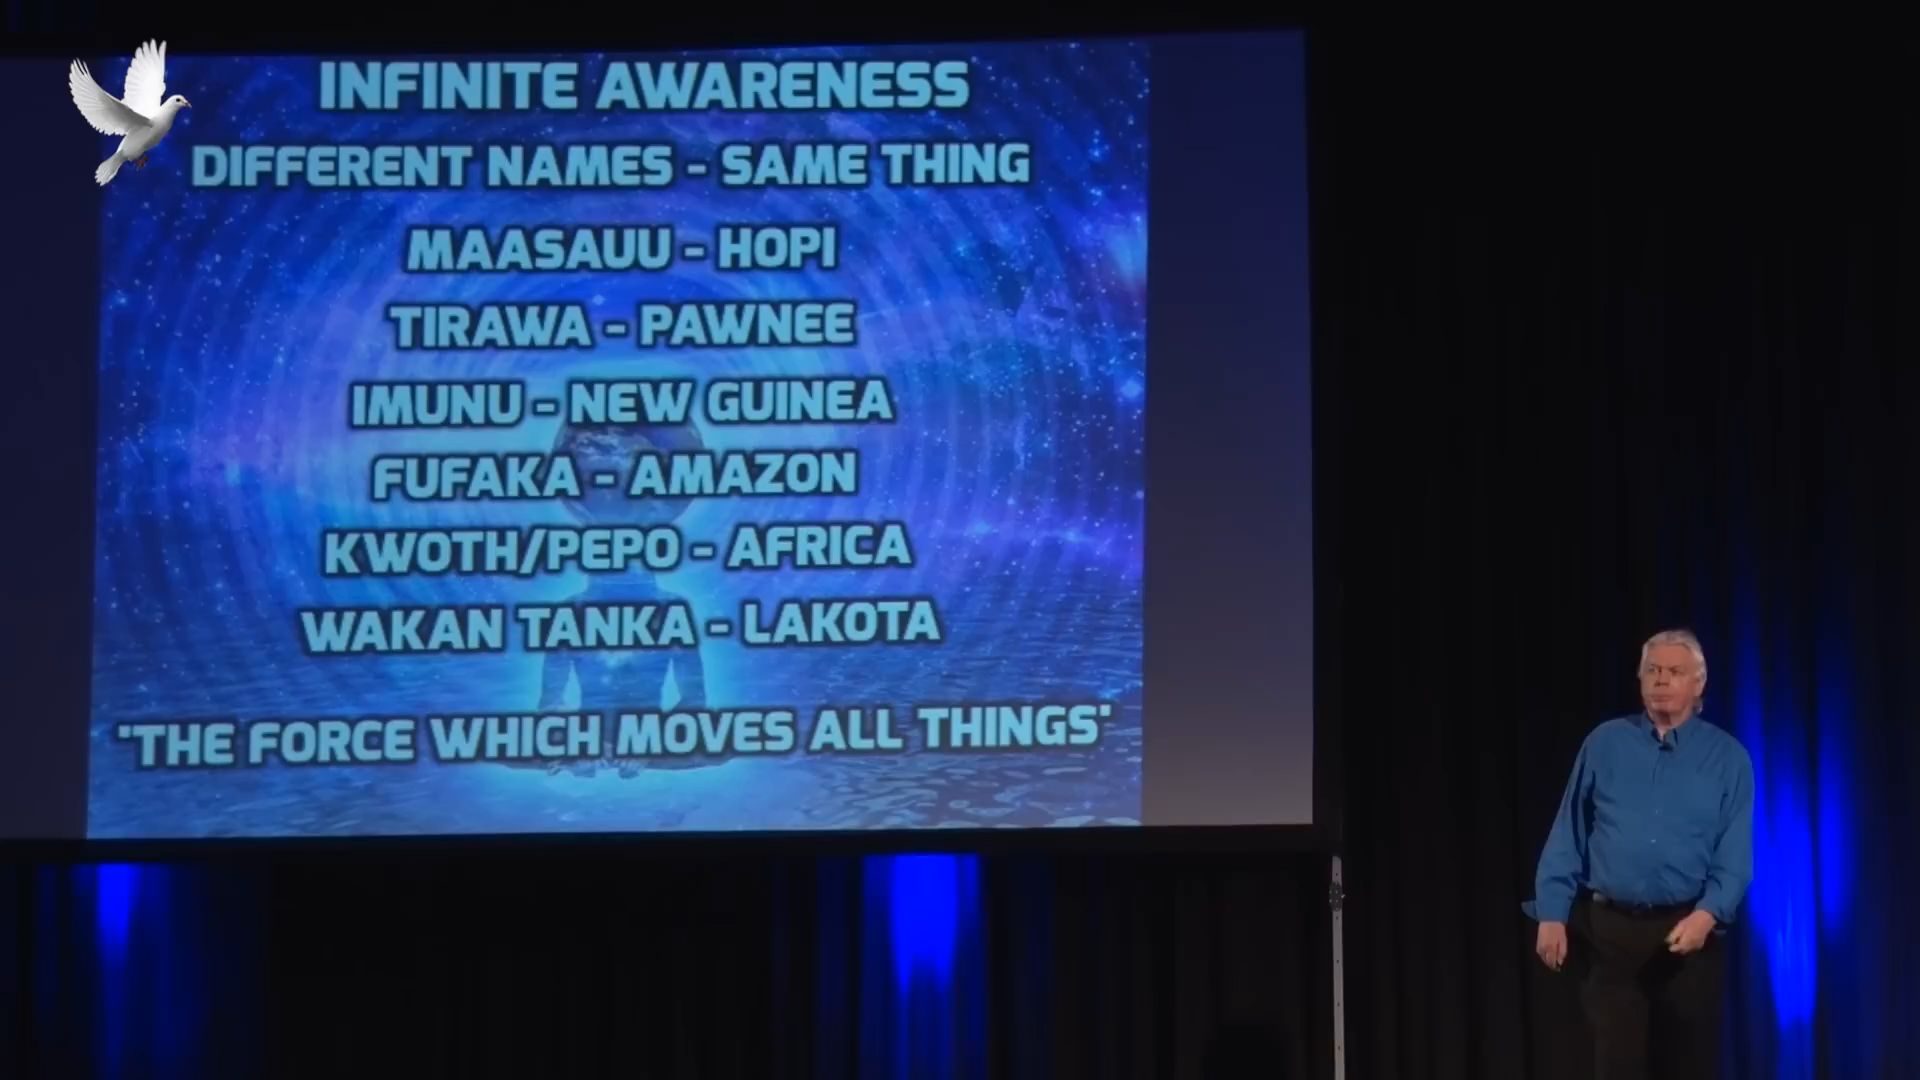 INFINITE AWARENESS
DIFFERENT NAMES - SAME THING
MAASAUU - HOPI
TIRAWA - PAWNEE
IMUNU - NEW GUINEA
FUFAKA - AMAZON
KWOTH/PEPO - AFRICA
WAKAN TANKA - LAKOTA
'THE FORCE WHICH MOVES ALL THINGS'